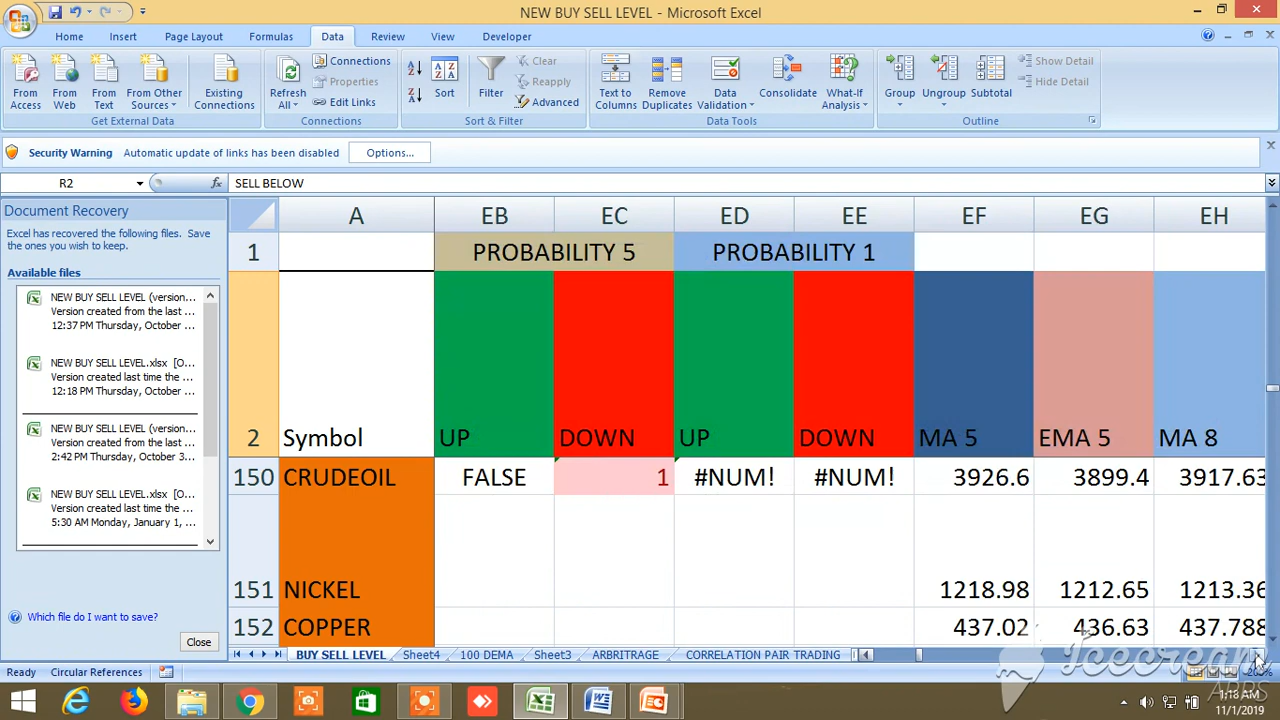 NEW BUY SELL LEVEL - Microsoft Excel
Home Insert Page Layout Formulas Data Review View Developer
From Access
From Web
From Text
From Other Sources
Existing Connections
Get External Data
Refresh All
Connections
Properties
Edit Links
Connections
Sort
Filter
Clear
Reapply
Advanced
Sort & Filter
Text to Columns
Remove Duplicates
Data Validation
Consolidate
What-If Analysis
Data Tools
Group
Ungroup
Subtotal
Show Detail
Hide Detail
Outline
Security Warning Automatic update of links has been disabled Options...
R2 fx SELL BELOW
Document Recovery
Excel has recovered the following files. Save
the ones you wish to keep.
Available files
NEW BUY SELL LEVEL (version...
Version created from the last ...
12:37 PM Thursday, October ...
NEW BUY SELL LEVEL.xlsx [O...
Version created last time the ...
12:18 PM Thursday, October ...
NEW BUY SELL LEVEL (version...
Version created from the last ...
2:42 PM Thursday, October 3...
NEW BUY SELL LEVEL.xlsx [O...
Version created last time the ...
5:30 AM Monday, January 1, ...
Which file do I want to save?
Close
A EB EC ED EE EF EG EH
1 PROBABILITY 5 PROBABILITY 1
2 Symbol UP DOWN UP DOWN MA 5 EMA 5 MA 8
150 CRUDEOIL FALSE 1 #NUM! #NUM! 3926.6 3899.4 3917.63
151 NICKEL 1218.98 1212.65 1213.36
152 COPPER 437.02 436.63 437.788
BUY SELL LEVEL Sheet4 100 DEMA Sheet3 ARBRITRAGE CORRELATION PAIR TRADING
Ready Circular References 200%
Icecream
APPS
1:18 AM
11/1/2019